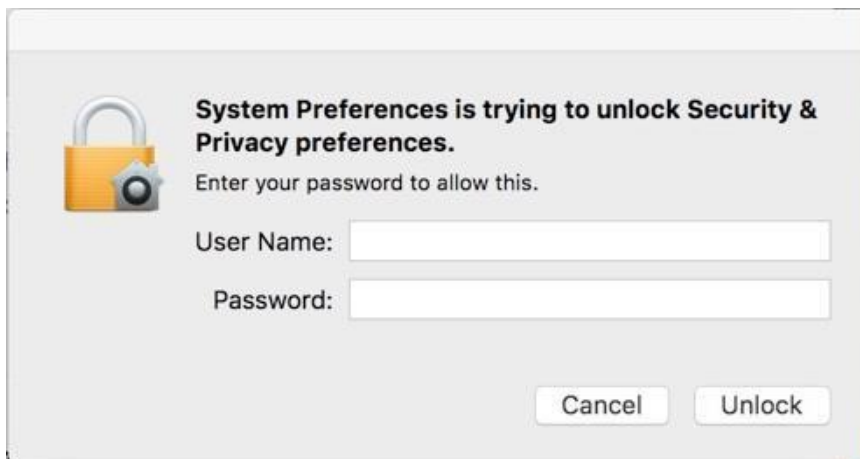 System Preferences is trying to unlock Security &
Privacy preferences.
Enter your password to allow this.
User Name:
Password:
Cancel
Unlock